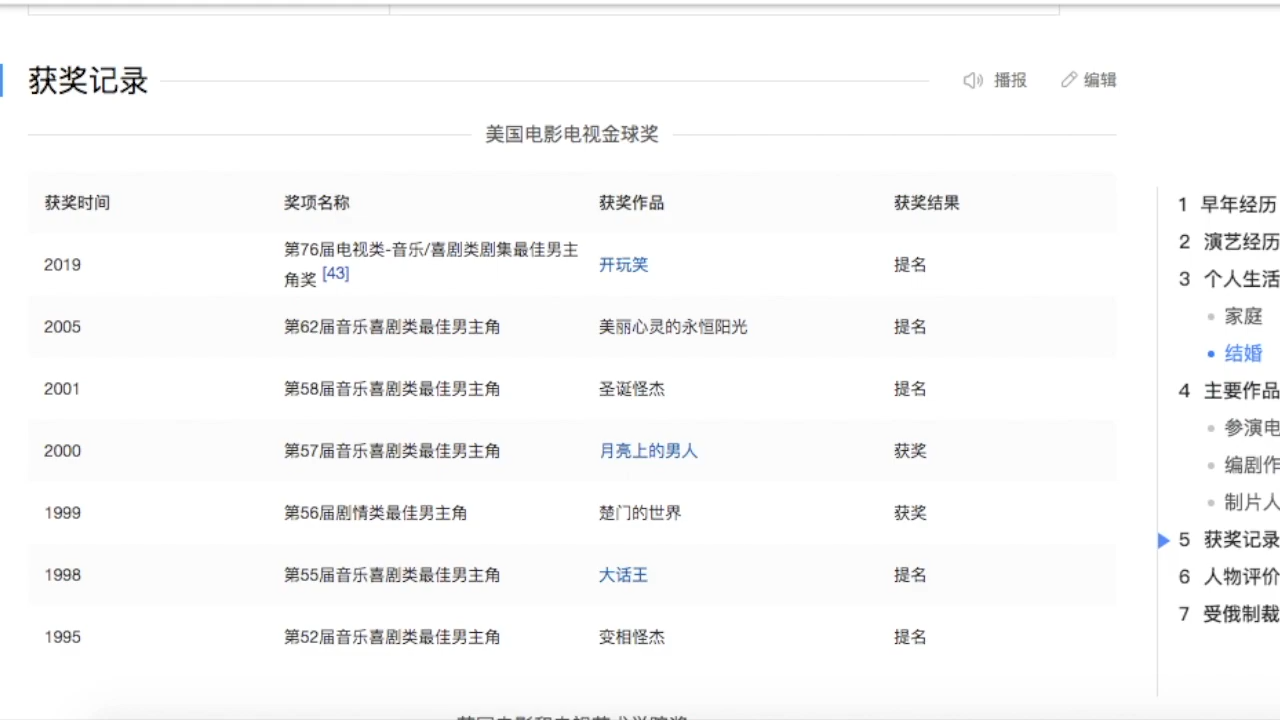 获奖记录
播报
编辑
美国电影电视金球奖
获奖时间 奖项名称 获奖作品 获奖结果
2019 第76届电视类-音乐/喜剧类剧集最佳男主角奖 [43] 开玩笑 提名
2005 第62届音乐喜剧类最佳男主角 美丽心灵的永恒阳光 提名
2001 第58届音乐喜剧类最佳男主角 圣诞怪杰 提名
2000 第57届音乐喜剧类最佳男主角 月亮上的男人 获奖
1999 第56届剧情类最佳男主角 楚门的世界 获奖
1998 第55届音乐喜剧类最佳男主角 大话王 提名
1995 第52届音乐喜剧类最佳男主角 变相怪杰 提名
1 早年经历
2 演艺经历
3 个人生活
家庭
结婚
4 主要作品
参演电
编剧作
制片人
5 获奖记录
6 人物评价
7 受俄制裁